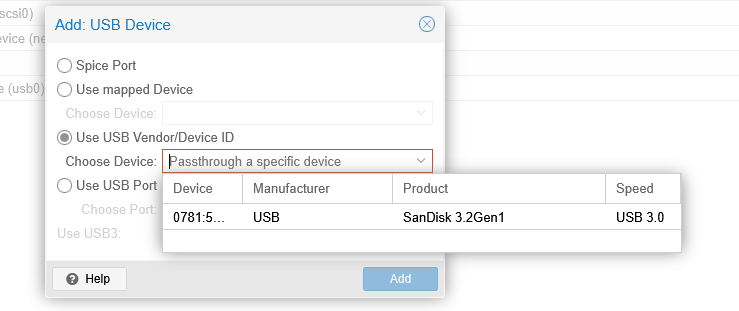 scsi0)
Add: USB Device
evice (ne
Spice Port
Use mapped Device
e (usb0)
Choose Device:
Use USB Vendor/Device ID
Choose Device: Passthrough a specific device
Use USB Port
Device Manufacturer Product Speed
Choose Port:
0781:5... USB SanDisk 3.2Gen1 USB 3.0
Use USB3:
Help Add